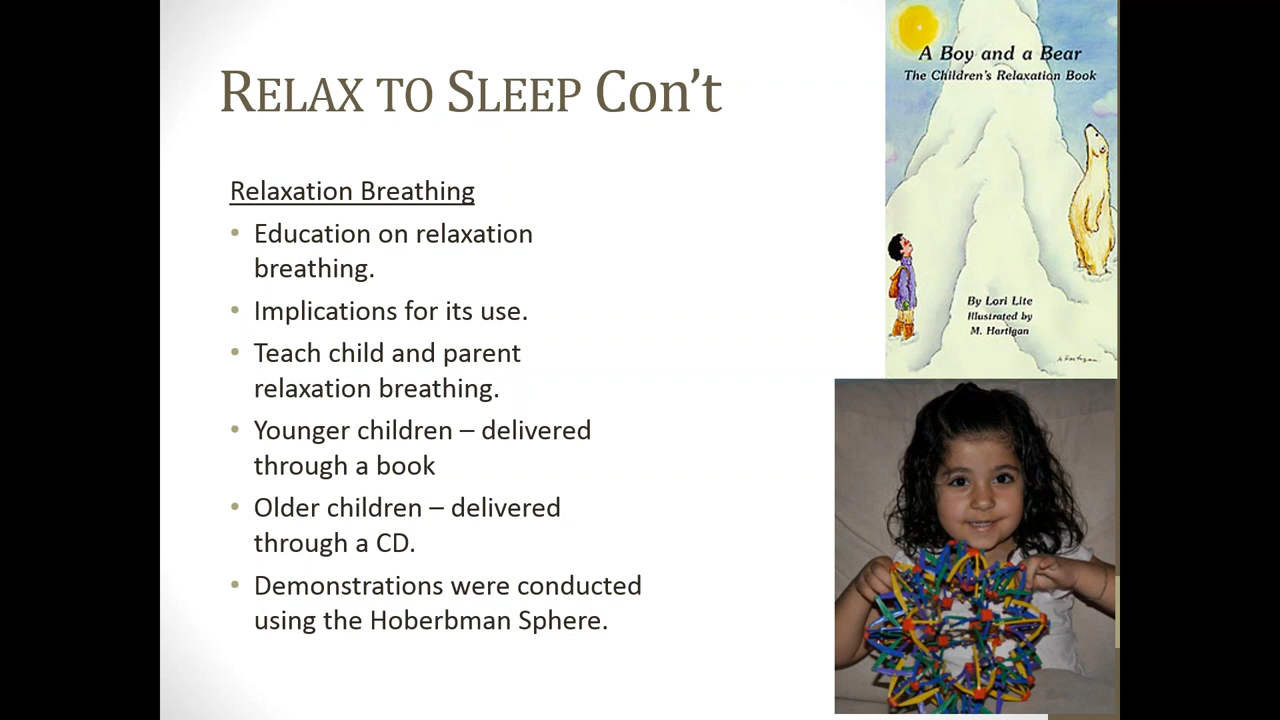 RELAX TO SLEEP Con't
Relaxation Breathing
• Education on relaxation
breathing.
• Implications for its use.
• Teach child and parent
relaxation breathing.
• Younger children – delivered
through a book
• Older children – delivered
through a CD.
• Demonstrations were conducted
using the Hoberbman Sphere.
A Boy and a Bear
The Children's Relaxation Book
By Lori Lite
Illustrated by
M. Hartigan